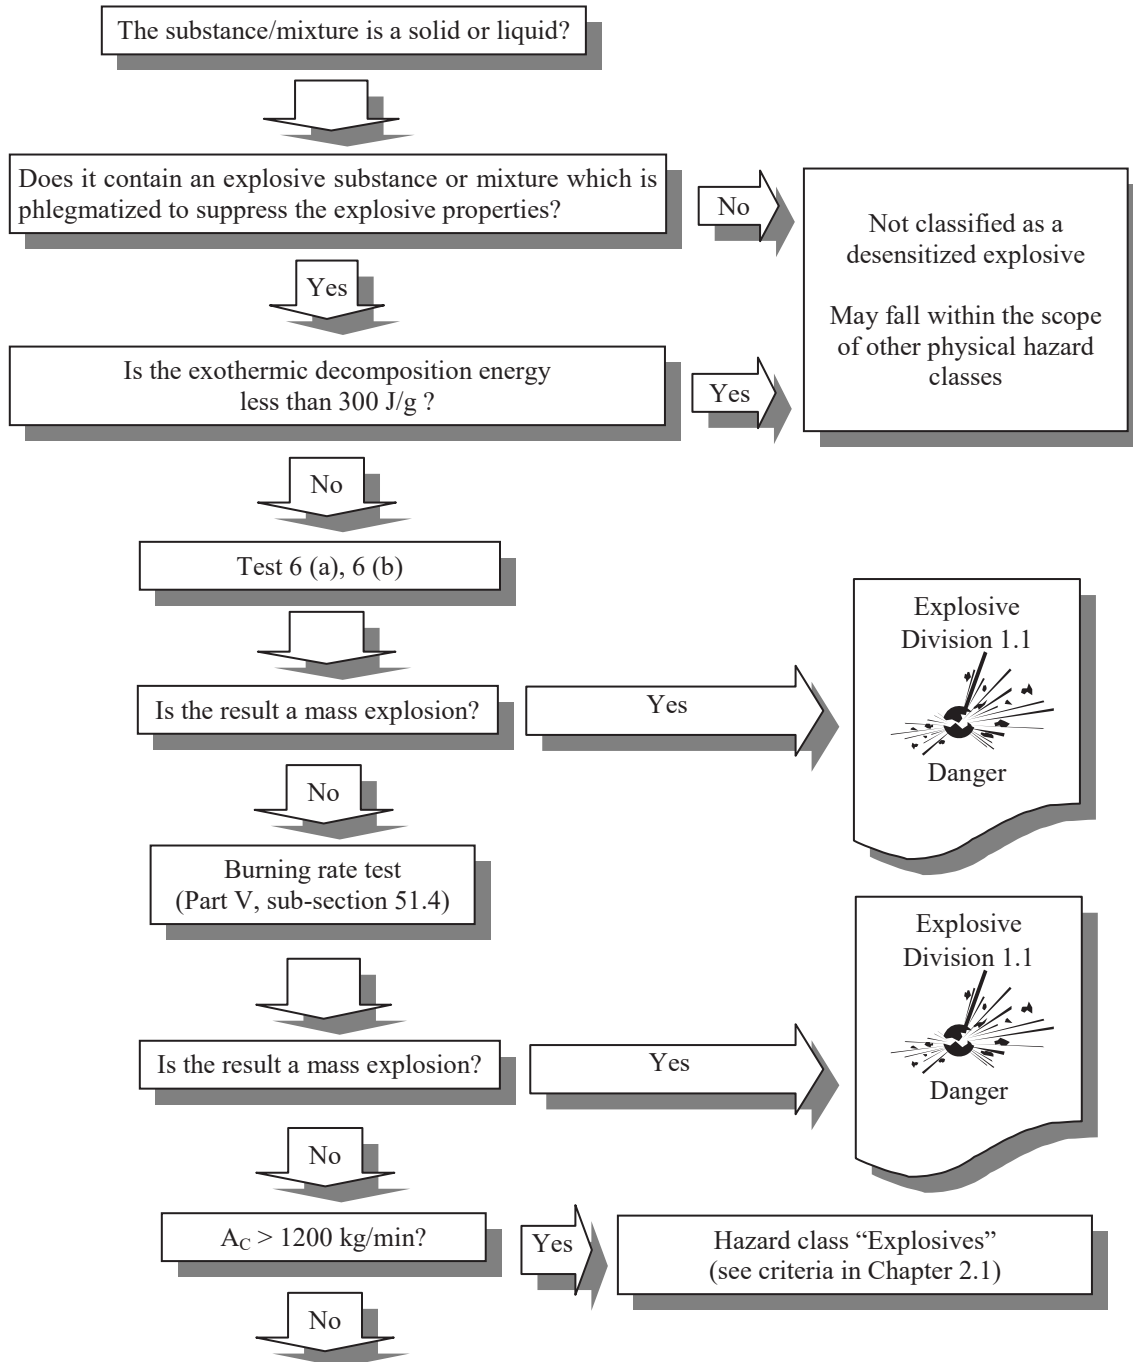 The substance/mixture is a solid or liquid?
Does it contain an explosive substance or mixture which is
phlegmatized to suppress the explosive properties?
No
Not classified as a
desensitized explosive
May fall within the scope
of other physical hazard
classes
Yes
Is the exothermic decomposition energy
less than 300 J/g ?
Yes
No
Test 6 (a), 6 (b)
Is the result a mass explosion?
Yes
Explosive
Division 1.1
Danger
No
Burning rate test
(Part V, sub-section 51.4)
Is the result a mass explosion?
Yes
Explosive
Division 1.1
Danger
No
A_C > 1200 kg/min?
Yes
Hazard class “Explosives”
(see criteria in Chapter 2.1)
No